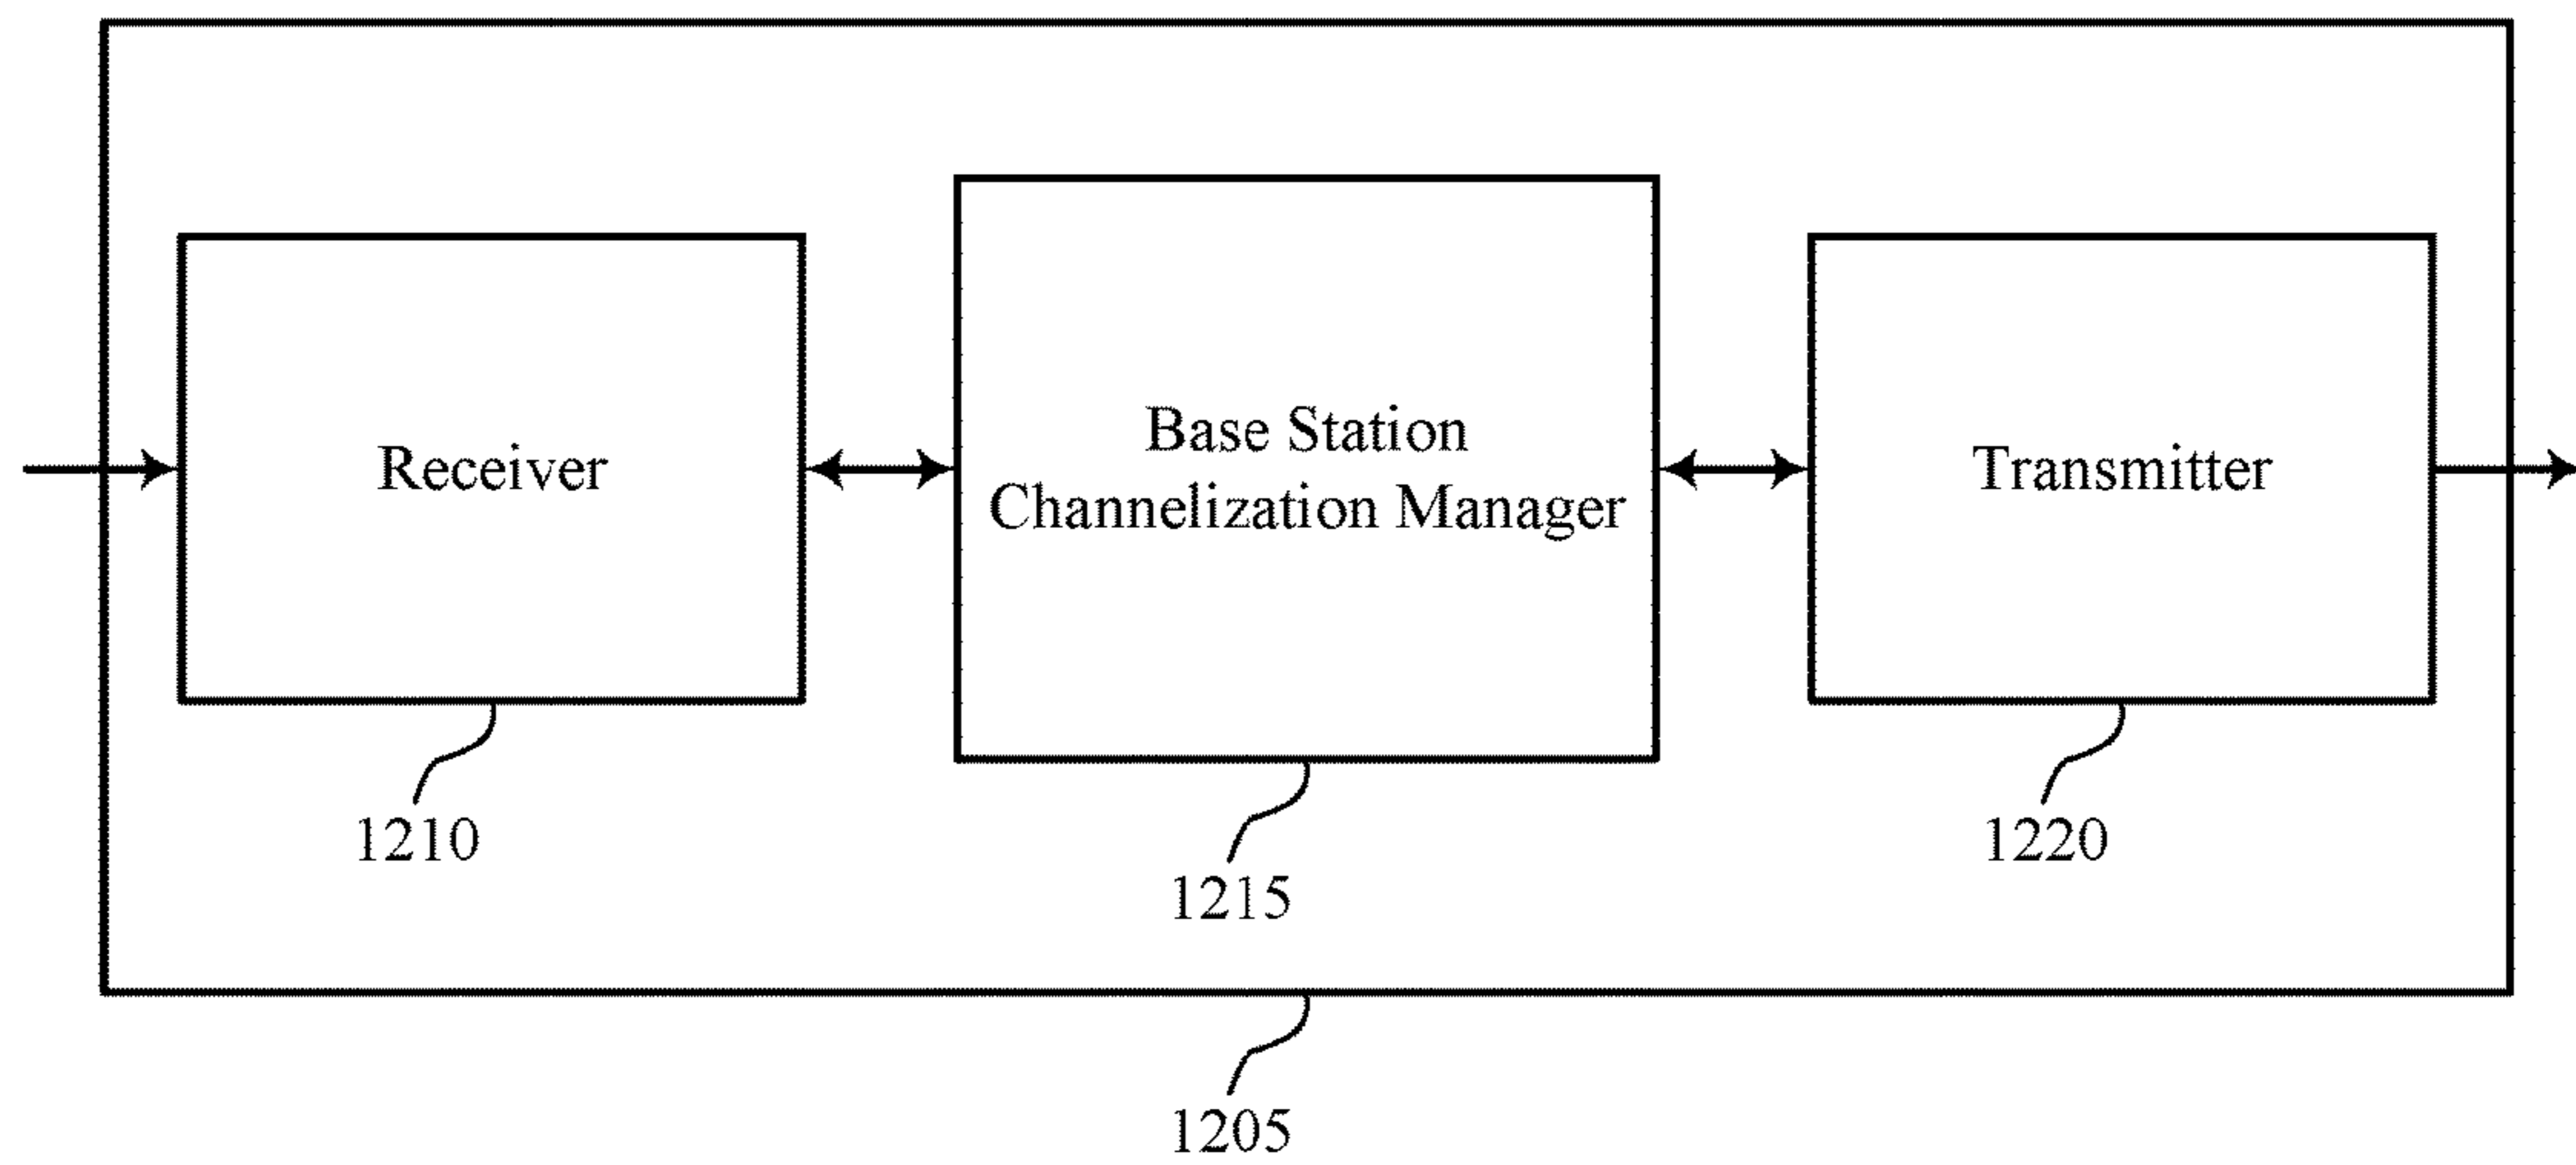 Receiver
Base Station
Channelization Manager
Transmitter
1210
1215
1220
1205